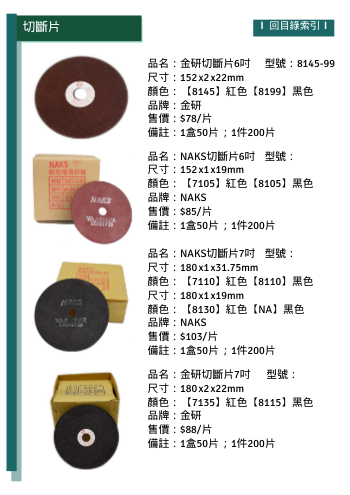 切斷片
回目錄索引
品名：金研切斷片6吋 型號：8145-99
尺寸：152x2x22mm
顏色：【8145】紅色【8199】黑色
品牌：金研
售價：$78/片
備註：1盒50片；1件200片
品名：NAKS切斷片6吋 型號：
尺寸：152x1x19mm
顏色：【7105】紅色【8105】黑色
品牌：NAKS
售價：$85/片
備註：1盒50片；1件200片
NAKS
NAKS
品名：NAKS切斷片7吋 型號：
尺寸：180x1x31.75mm
顏色：【7110】紅色【8110】黑色
尺寸：180x1x19mm
顏色：【8130】紅色【NA】黑色
品牌：NAKS
售價：$103/片
備註：1盒50片；1件200片
NAKS
品名：金研切斷片7吋 型號：
尺寸：180x2x22mm
顏色：【7135】紅色【8115】黑色
品牌：金研
售價：$88/片
備註：1盒50片；1件200片